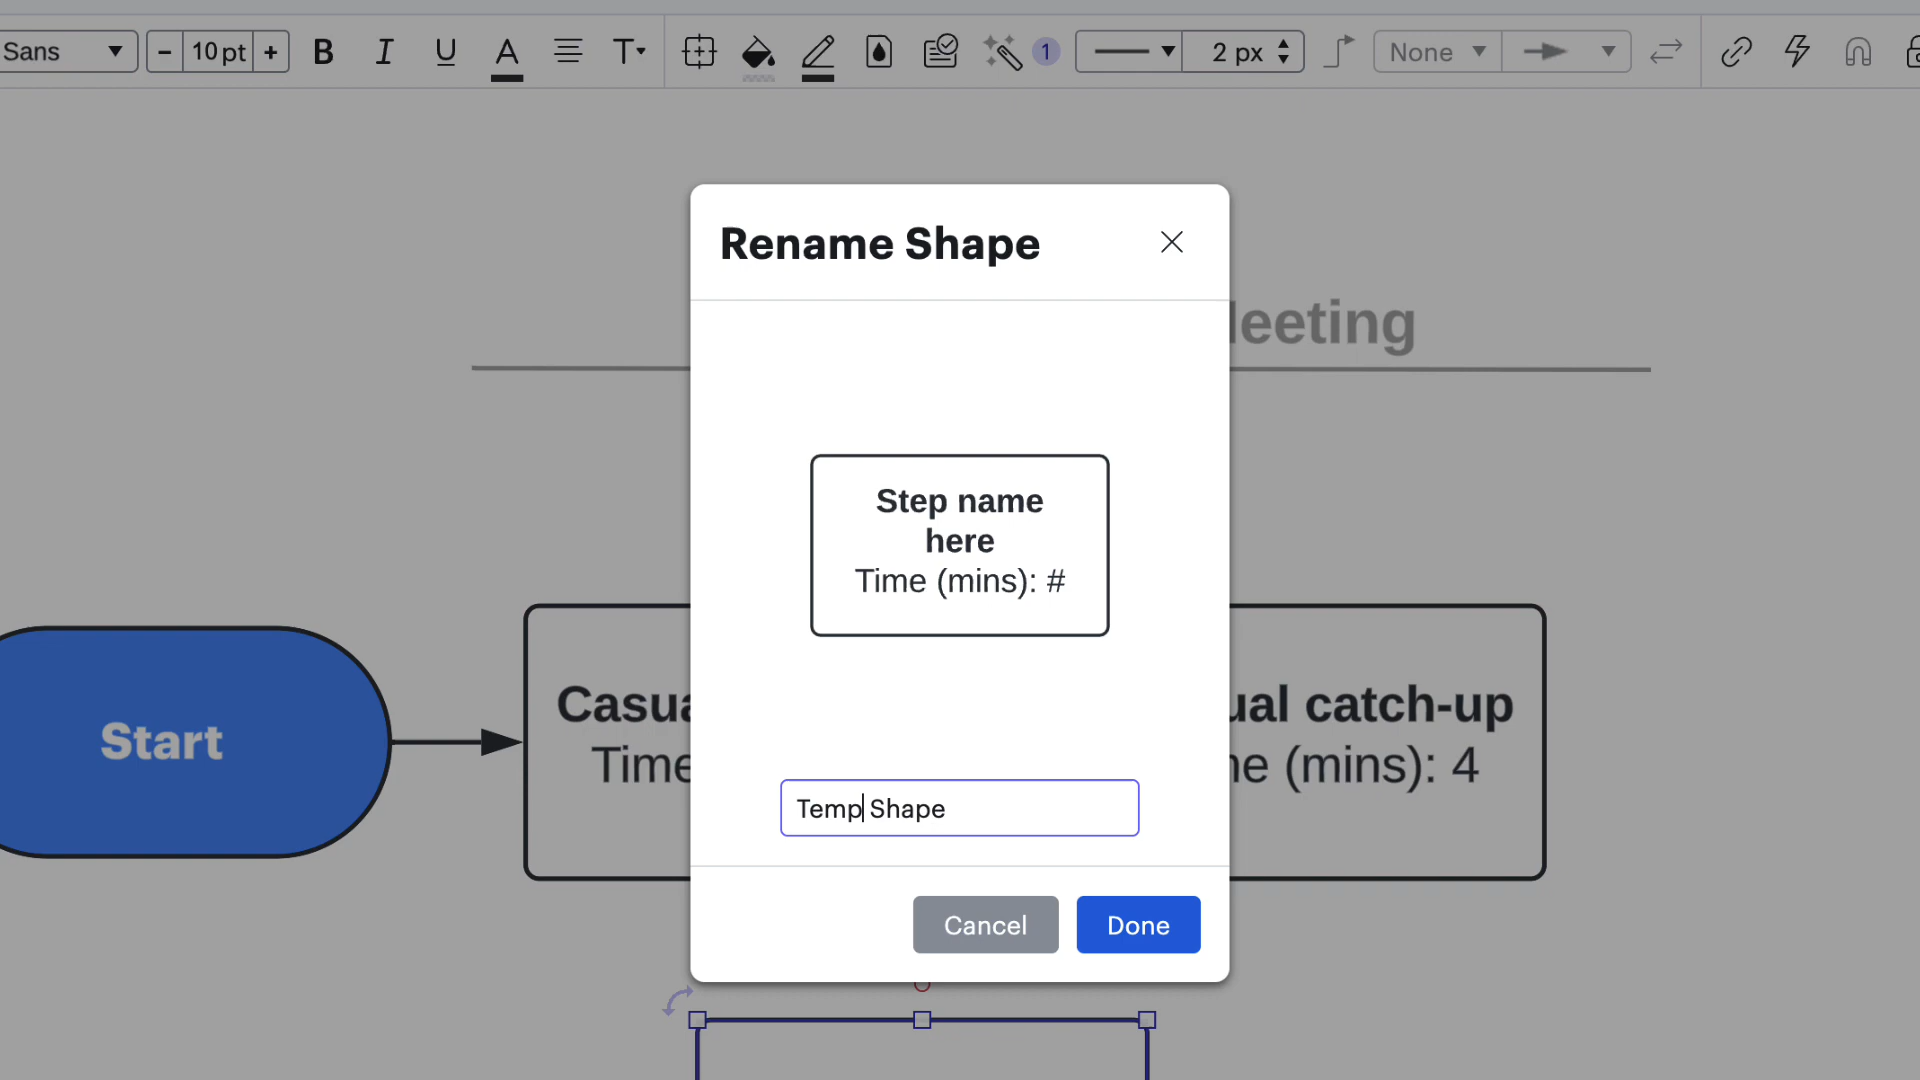 Sans
10 pt
B
I
U
A
T
1
2 px
None
Rename Shape
eeting
Step name
here
Time (mins): #
Start
Casua
Time
ual catch-up
e (mins): 4
Temp Shape
Cancel
Done